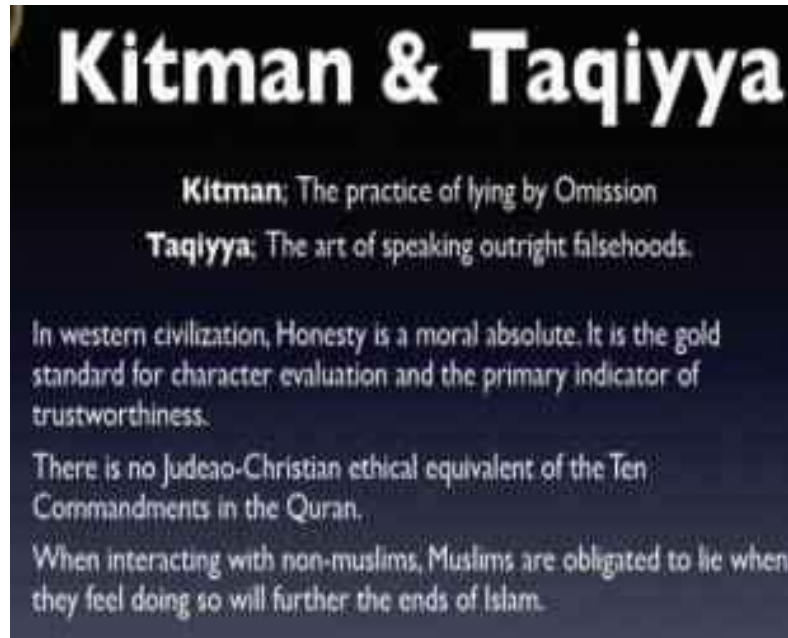 Kitman & Taqiyya
Kitman; The practice of lying by Omission
Taqiyya; The art of speaking outright falsehoods.
In western civilization, Honesty is a moral absolute. It is the gold
standard for character evaluation and the primary indicator of
trustworthiness.
There is no Judeao-Christian ethical equivalent of the Ten
Commandments in the Quran.
When interacting with non-muslims, Muslims are obligated to lie when
they feel doing so will further the ends of Islam.